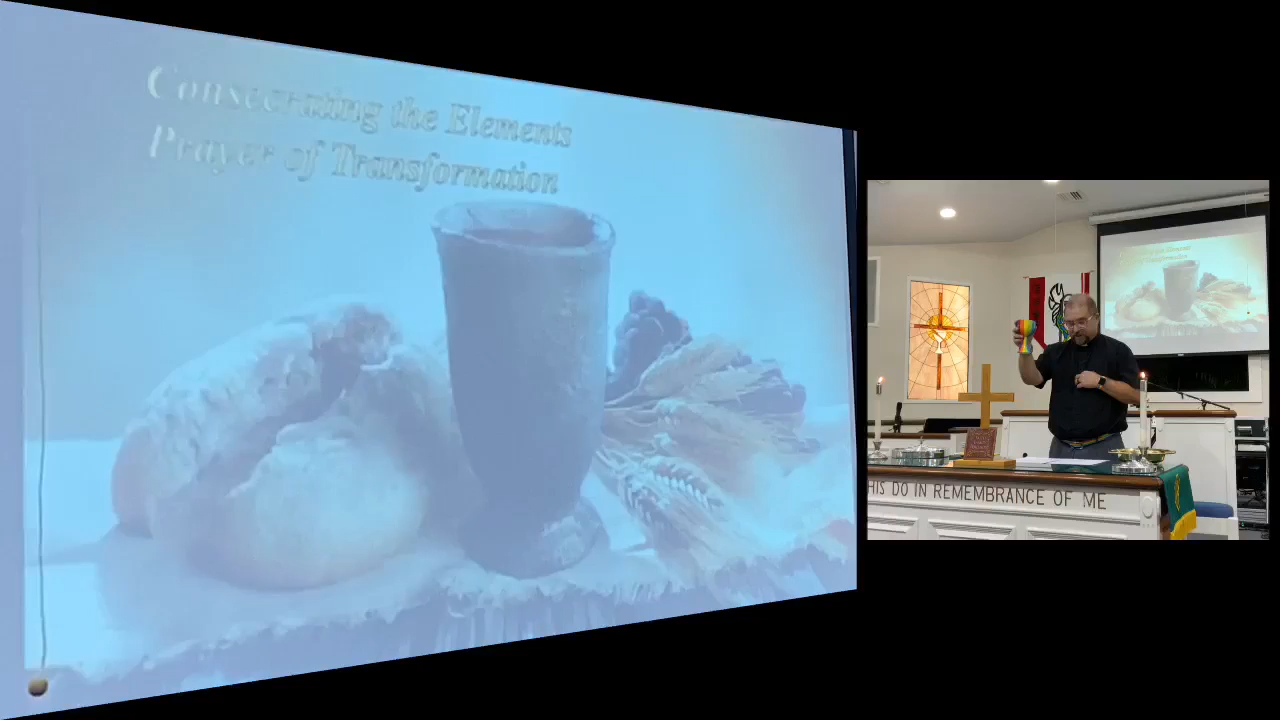 Consecrating the Elements
Prayer of Transformation
HIS DO IN REMEMBRANCE OF ME